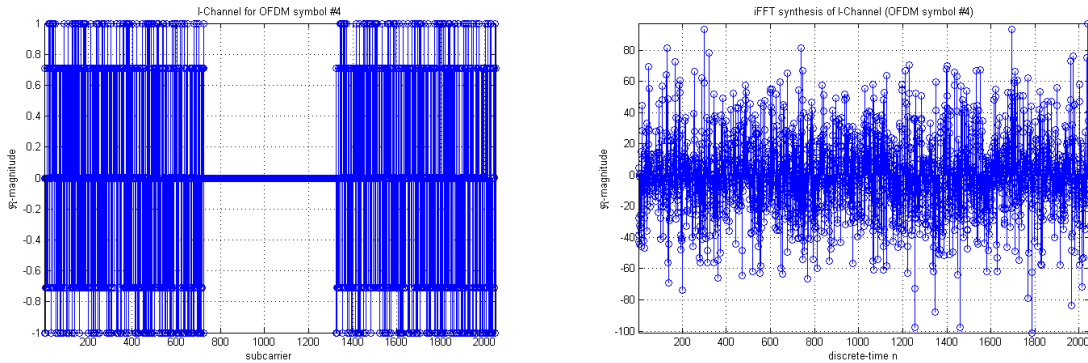 I-Channel for OFDM symbol #4
1
0.8
0.6
0.4
0.2
0
-0.2
-0.4
-0.6
-0.8
-1
ℜ-magnitude
200 400 600 800 1000 1200 1400 1600 1800 2000
subcarrier
iFFT synthesis of I-Channel (OFDM symbol #4)
80
60
40
20
0
-20
-40
-60
-80
-100
ℜ-magnitude
200 400 600 800 1000 1200 1400 1600 1800 2000
discrete-time n